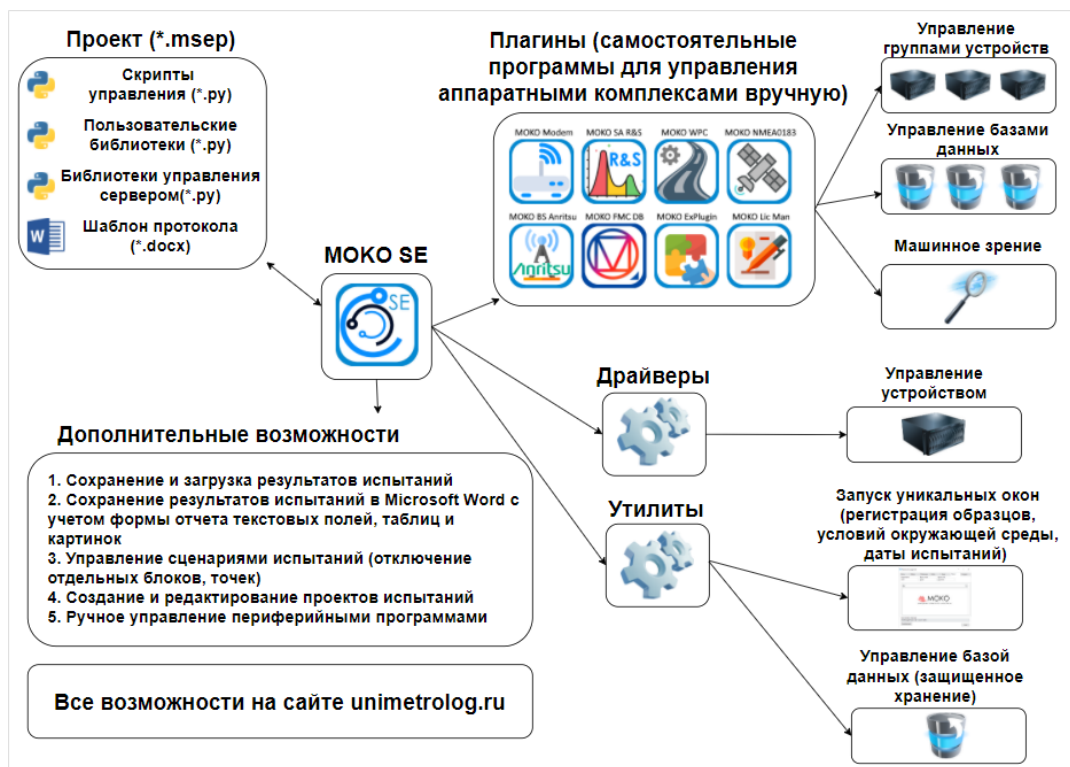 Проект (*.msep)
Скрипты
управления (*.py)
Пользовательские
библиотеки (*.py)
Библиотеки управления
сервером(*.py)
Шаблон протокола
(*.docx)
MOKO SE
SE
Плагины (самостоятельные
программы для управления
аппаратными комплексами вручную)
MOKO Modem
MOKO SA R&S
MOKO WPC
MOKO NMEA0183
R&S
MOKO BS Anritsu
MOKO FMC DB
MOKO ExPlugin
MOKO Lic Man
Anritsu
Управление
группами устройств
Управление базами
данных
Машинное зрение
Драйверы
Управление
устройством
Утилиты
Запуск уникальных окон
(регистрация образцов,
условий окружающей среды,
даты испытаний)
MOKO
Управление базой
данных (защищенное
хранение)
Дополнительные возможности
1. Сохранение и загрузка результатов испытаний
2. Сохранение результатов испытаний в Microsoft Word с
учетом формы отчета текстовых полей, таблиц и
картинок
3. Управление сценариями испытаний (отключение
отдельных блоков, точек)
4. Создание и редактирование проектов испытаний
5. Ручное управление периферийными программами
Все возможности на сайте unimetrolog.ru